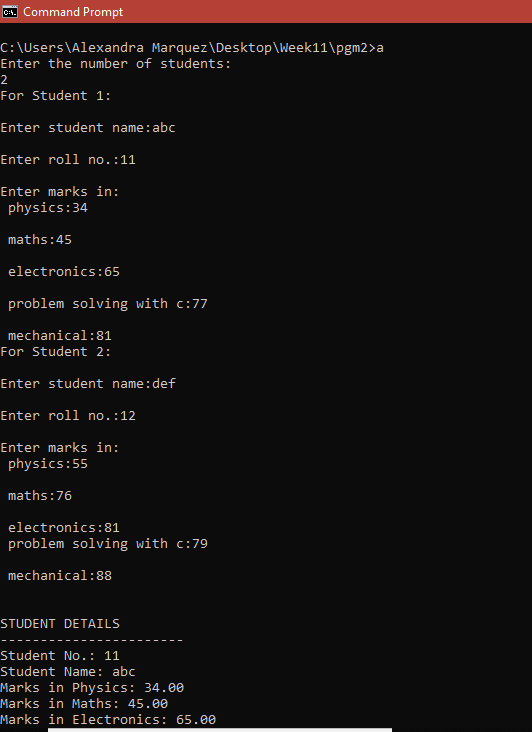 Command Prompt
C:\Users\Alexandra Marquez\Desktop\Week11\pgm2>a
Enter the number of students:
2
For Student 1:
Enter student name:abc
Enter roll no.:11
Enter marks in:
physics:34
maths:45
electronics:65
problem solving with c:77
mechanical:81
For Student 2:
Enter student name:def
Enter roll no.:12
Enter marks in:
physics:55
maths:76
electronics:81
problem solving with c:79
mechanical:88
STUDENT DETAILS
-----------------------
Student No.: 11
Student Name: abc
Marks in Physics: 34.00
Marks in Maths: 45.00
Marks in Electronics: 65.00